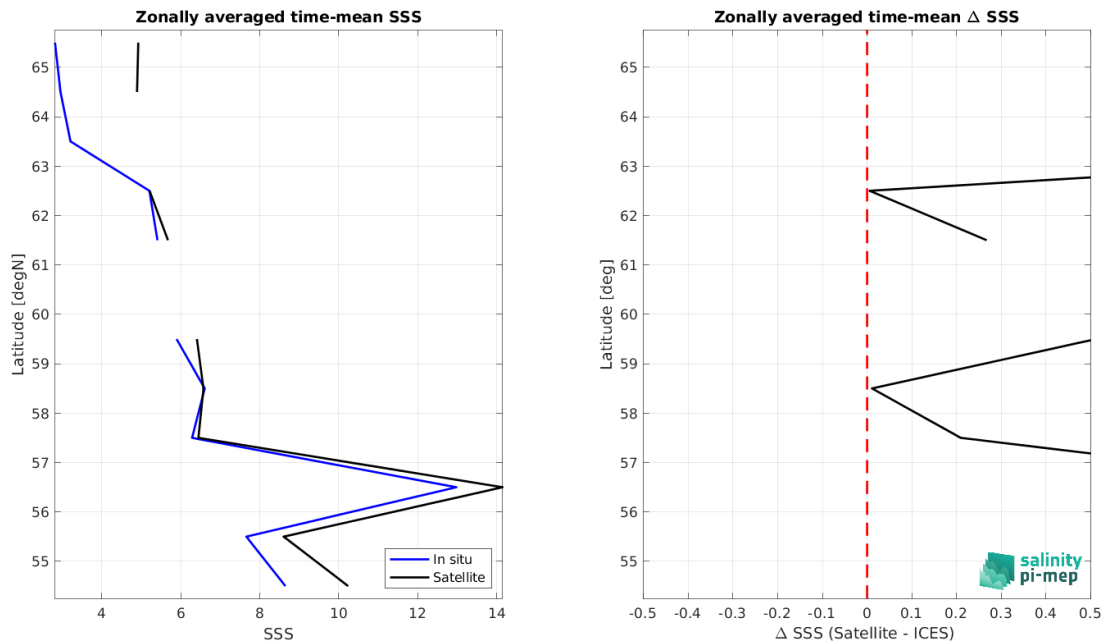 Zonally averaged time-mean SSS
65
64
63
62
61
60
59
58
57
56
55
Latitude [degN]
4 6 8 10 12 14
SSS
In situ
Satellite
Zonally averaged time-mean Δ SSS
65
64
63
62
61
60
59
58
57
56
55
Latitude [deg]
-0.5 -0.4 -0.3 -0.2 -0.1 0 0.1 0.2 0.3 0.4 0.5
Δ SSS (Satellite - ICES)
salinity
pi-mep